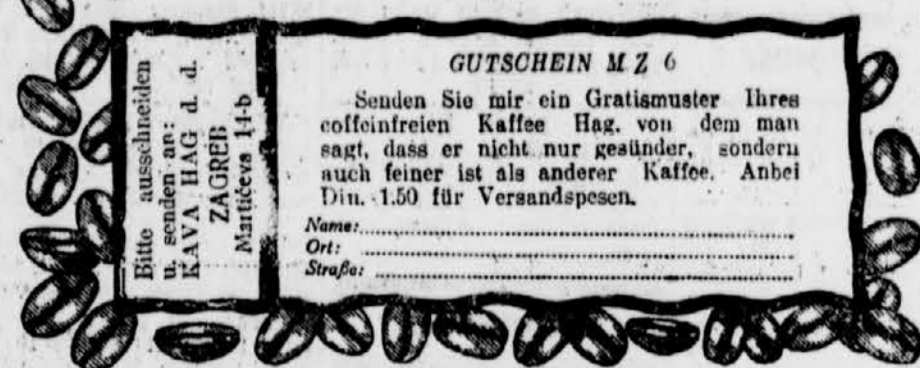 Bitte ausschneiden
u. senden an:
KAVA HAG d. d.
ZAGREB
Martićeva 14-b
GUTSCHEIN M Z 6
Senden Sie mir ein Gratismuster Ihres
coffeinfreien Kaffee Hag. von dem man
sagt, dass er nicht nur gesünder, sondern
auch feiner ist als anderer Kaffee. Anbei
Din. 1.50 für Versandspesen.
Name:
Ort:
Straße: